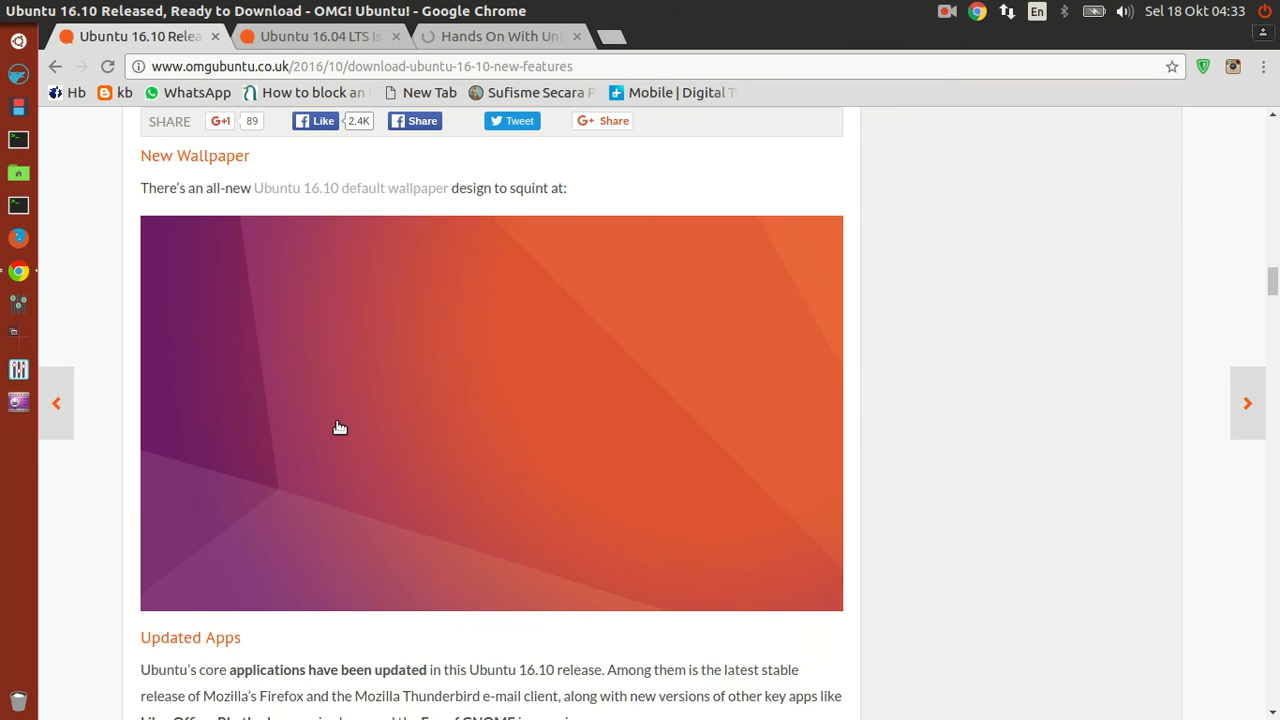 Ubuntu 16.10 Released, Ready to Download - OMG! Ubuntu! - Google Chrome
En
Sel 18 Okt 04:33
Ubuntu 16.10 Relea
Ubuntu 16.04 LTS Is
Hands On With Uni
www.omgubuntu.co.uk/2016/10/download-ubuntu-16-10-new-features
Hb
kb
WhatsApp
How to block an
New Tab
Sufisme Secara P
Mobile | Digital T
SHARE
G+1
89
Like
2.4K
Share
Tweet
G+ Share
New Wallpaper
There's an all-new Ubuntu 16.10 default wallpaper design to squint at:
Updated Apps
Ubuntu's core applications have been updated in this Ubuntu 16.10 release. Among them is the latest stable
release of Mozilla's Firefox and the Mozilla Thunderbird e-mail client, along with new versions of other key apps like